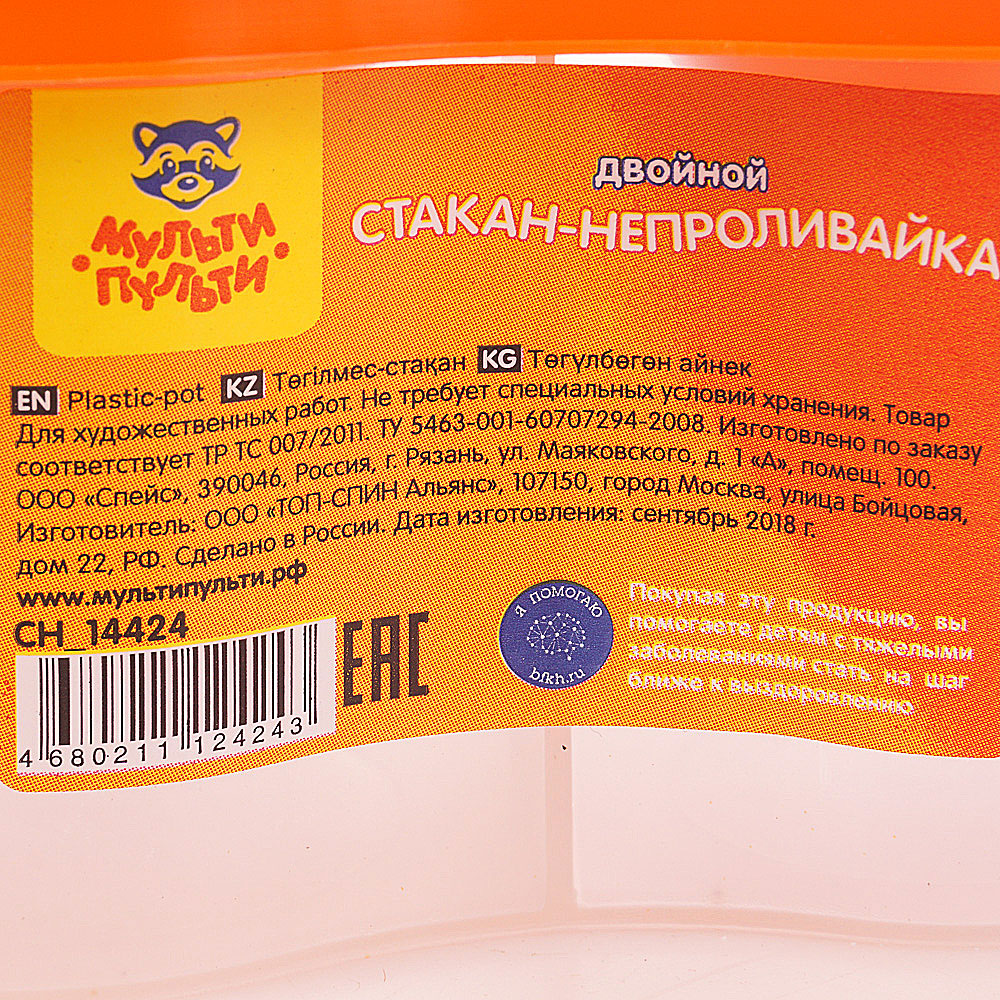 МУЛЬТИ
ПУЛЬТИ
ДВОЙНОЙ
СТАКАН-НЕПРОЛИВАЙКА
EN Plastic-pot KZ Төгілмес-стақан KG Төгүлбөгөн айнек
Для художественных работ. Не требует специальных условий хранения. Товар
соответствует ТР ТС 007/2011. ТУ 5463-001-60707294-2008. Изготовлено по заказу
ООО «Спейс», 390046, Россия, г. Рязань, ул. Маяковского, д. 1 «А», помещ. 100.
Изготовитель: ООО «ТОП-СПИН Альянс», 107150, город Москва, улица Бойцовая,
дом 22, РФ. Сделано в России. Дата изготовления: сентябрь 2018 г.
www.мультипульти.рф
CH_14424
4 680211 124243
EAC
Я ПОМОГАЮ
bfkh.ru
Покупая эту продукцию, вы
помогаете детям с тяжелыми
заболеваниями стать на шаг
ближе к выздоровлению.